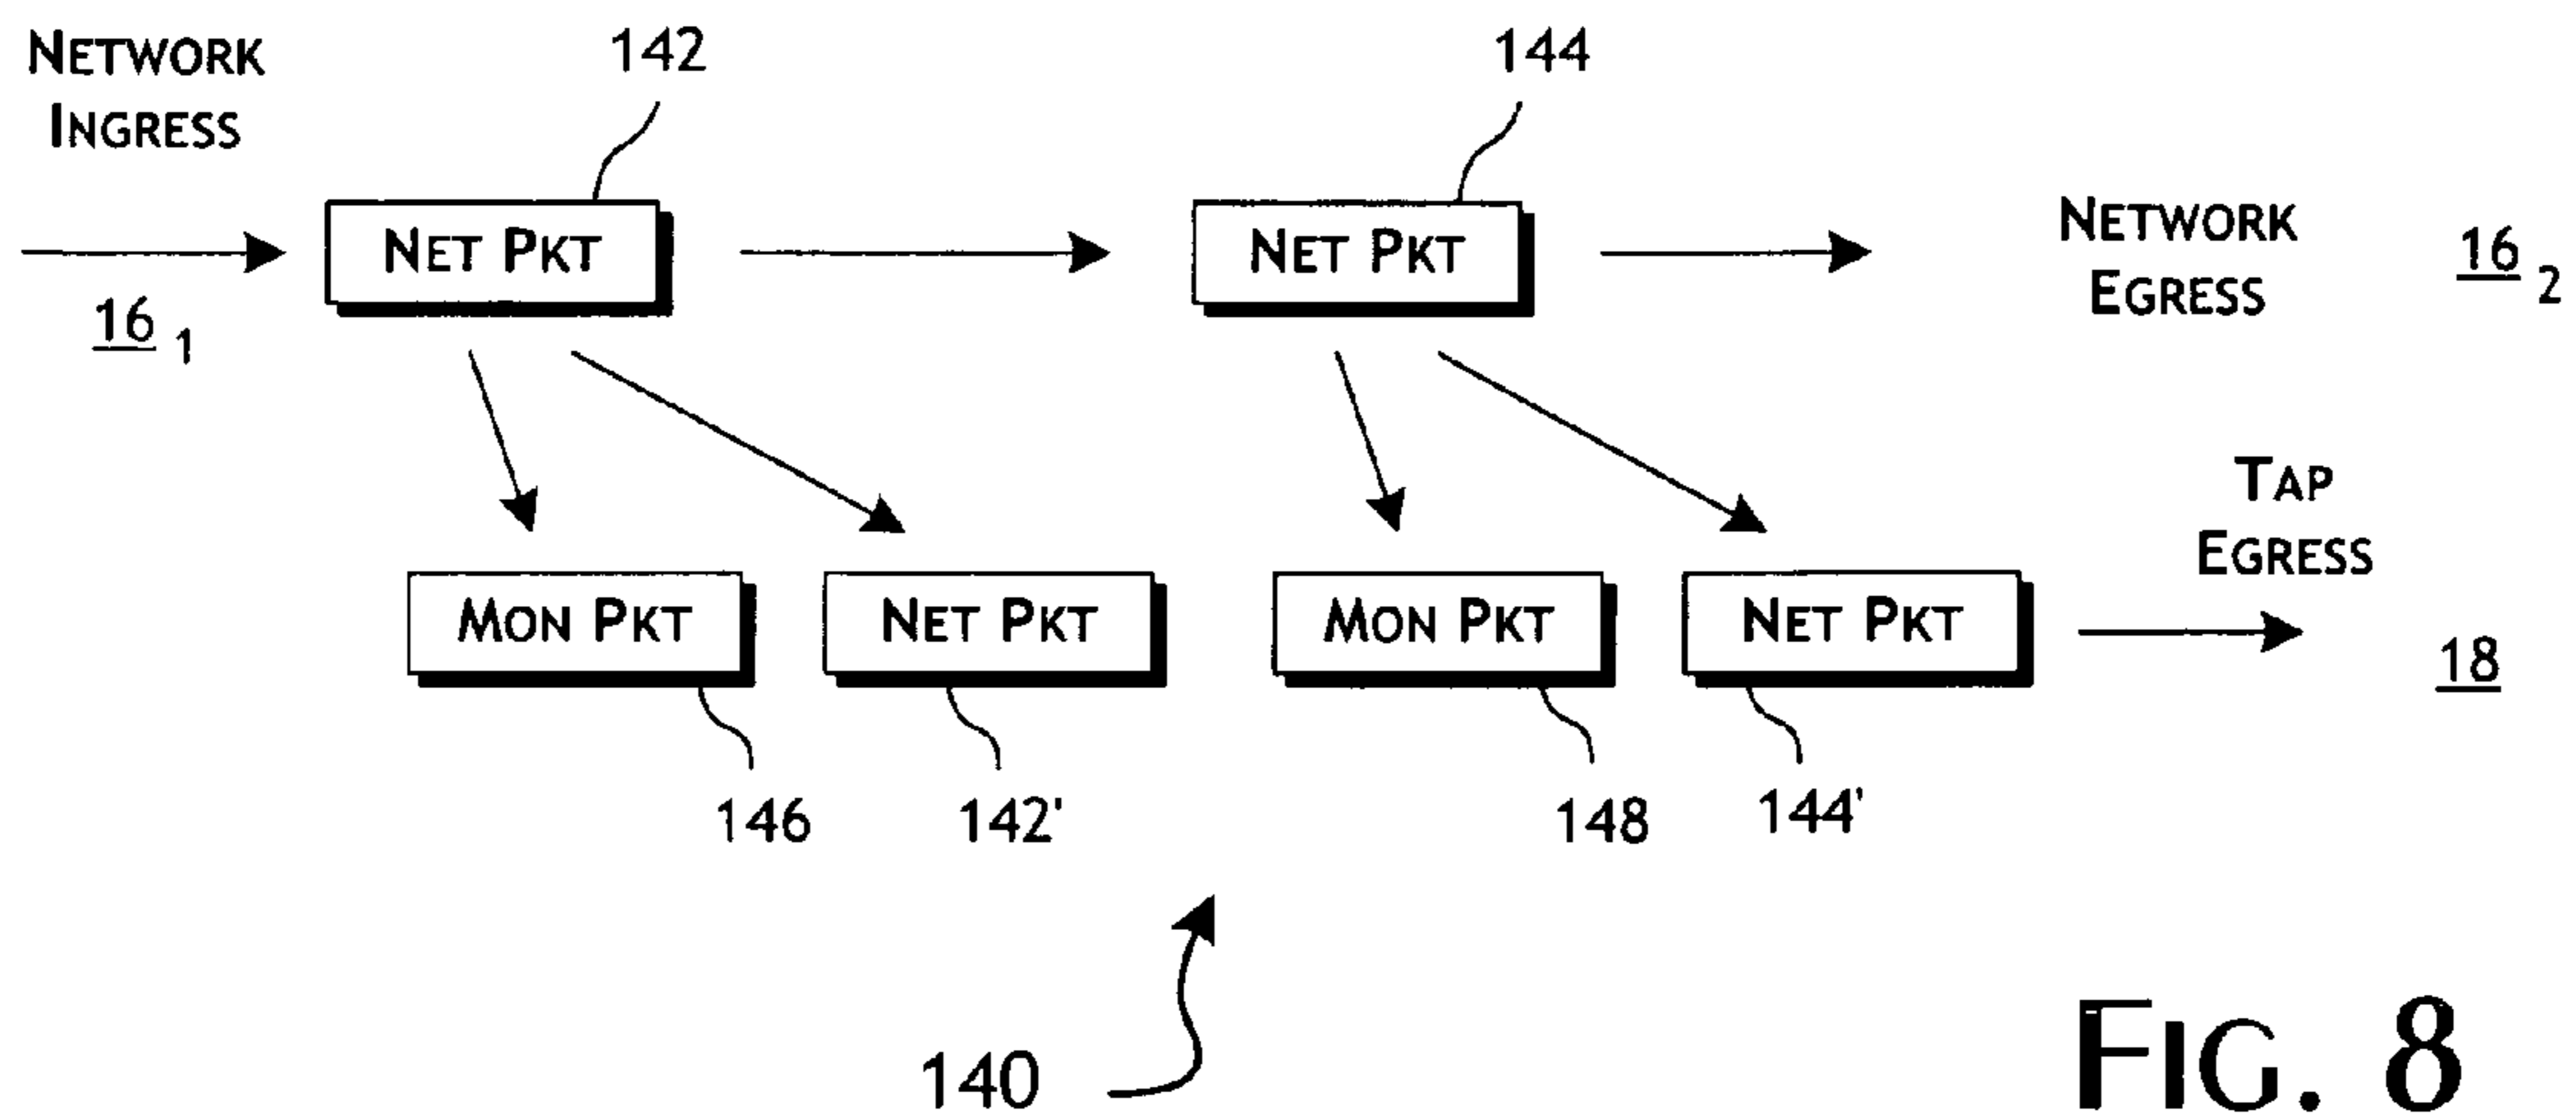 NETWORK
INGRESS
142
144
NET PKT
NET PKT
NETWORK
EGRESS
16 2
16 1
TAP
EGRESS
MON PKT
NET PKT
MON PKT
NET PKT
18
146
142'
148
144'
140
FIG. 8